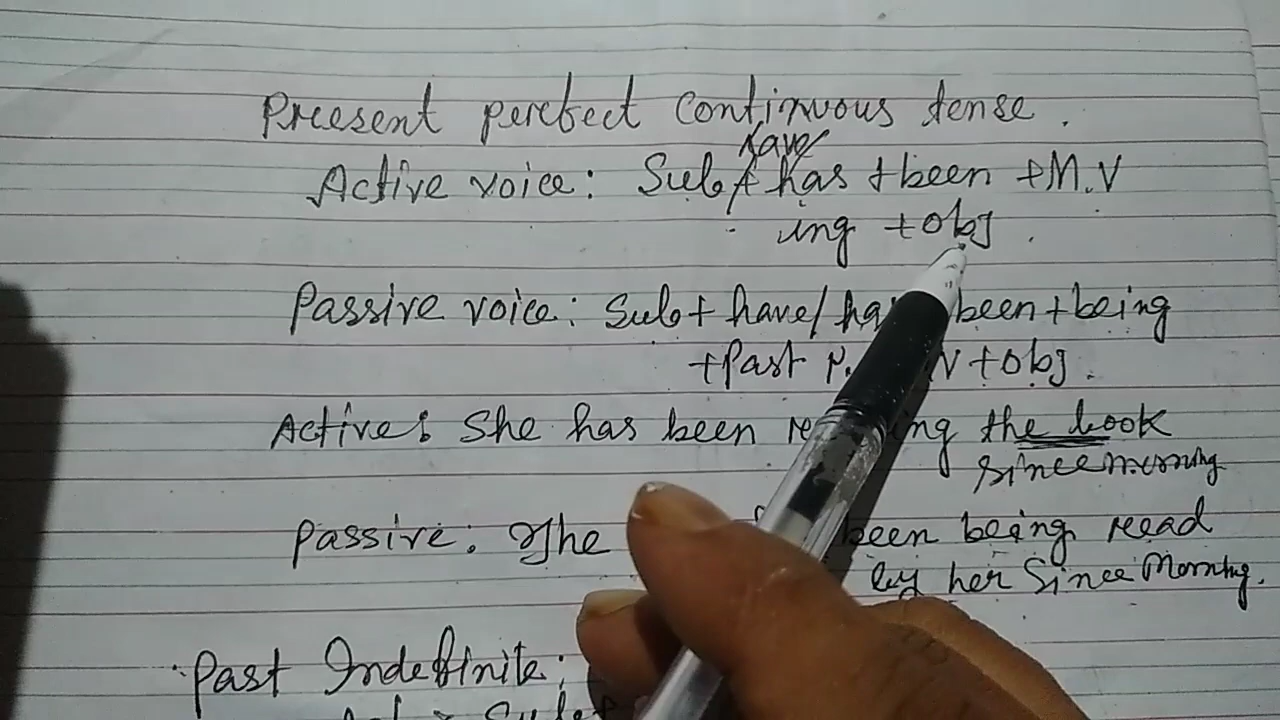 Present perfect continuous tense.
have/
Active voice: Sub+ has +been +M.V
ing +obj.
Passive voice: Sub+ have/ been+being
+Past P. V+obj.
Active: She has been the book
since morning
Passive: The been being read
by her Since Morning.
Past Indefinite: